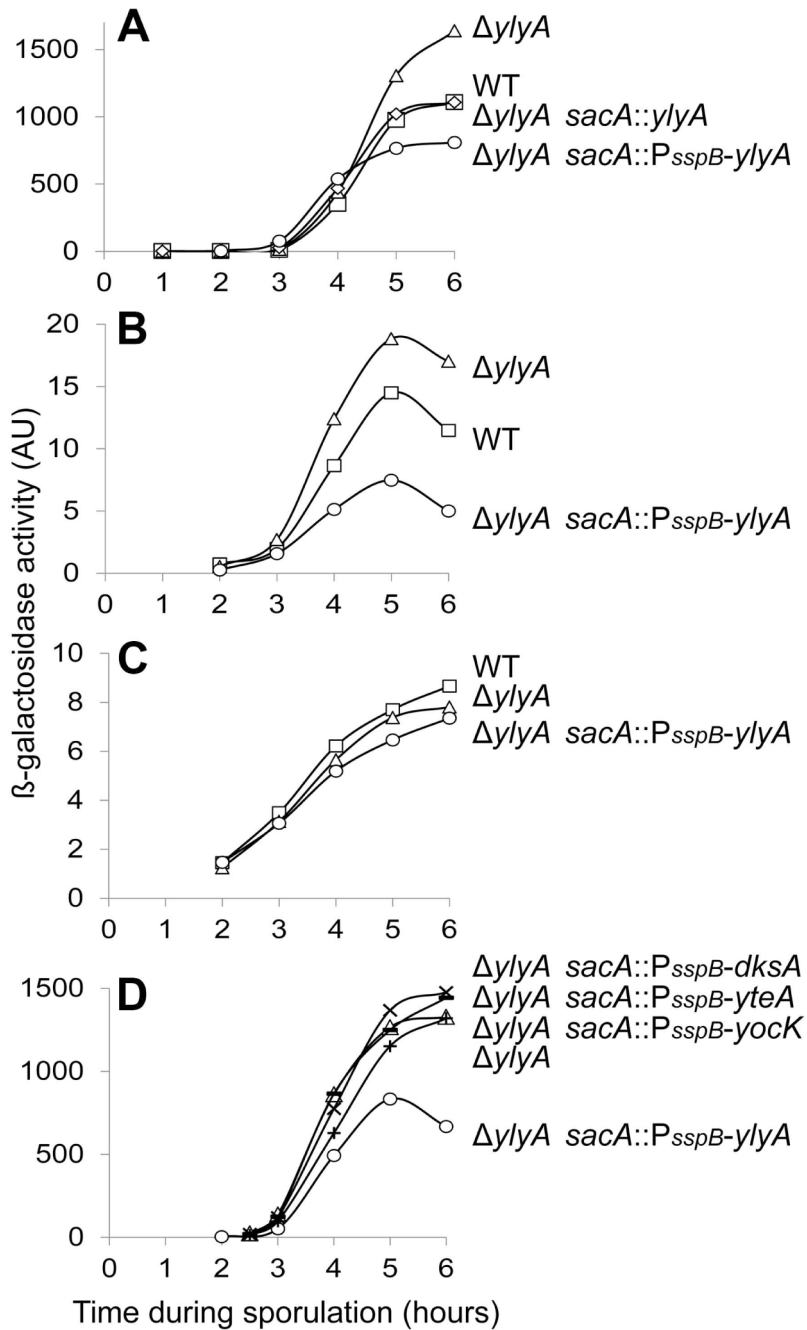 A
1500
1000
500
0
0 1 2 3 4 5 6
ΔylyA
WT
ΔylyA sacA::ylyA
ΔylyA sacA::PsspB-ylyA
B
20
15
10
5
0
0 1 2 3 4 5 6
ΔylyA
WT
ΔylyA sacA::PsspB-ylyA
ß-galactosidase activity (AU)
C
10
8
6
4
2
0
0 1 2 3 4 5 6
WT
ΔylyA
ΔylyA sacA::PsspB-ylyA
D
1500
1000
500
0
0 1 2 3 4 5 6
ΔylyA sacA::PsspB-dksA
ΔylyA sacA::PsspB-yteA
ΔylyA sacA::PsspB-yocK
ΔylyA
ΔylyA sacA::PsspB-ylyA
Time during sporulation (hours)